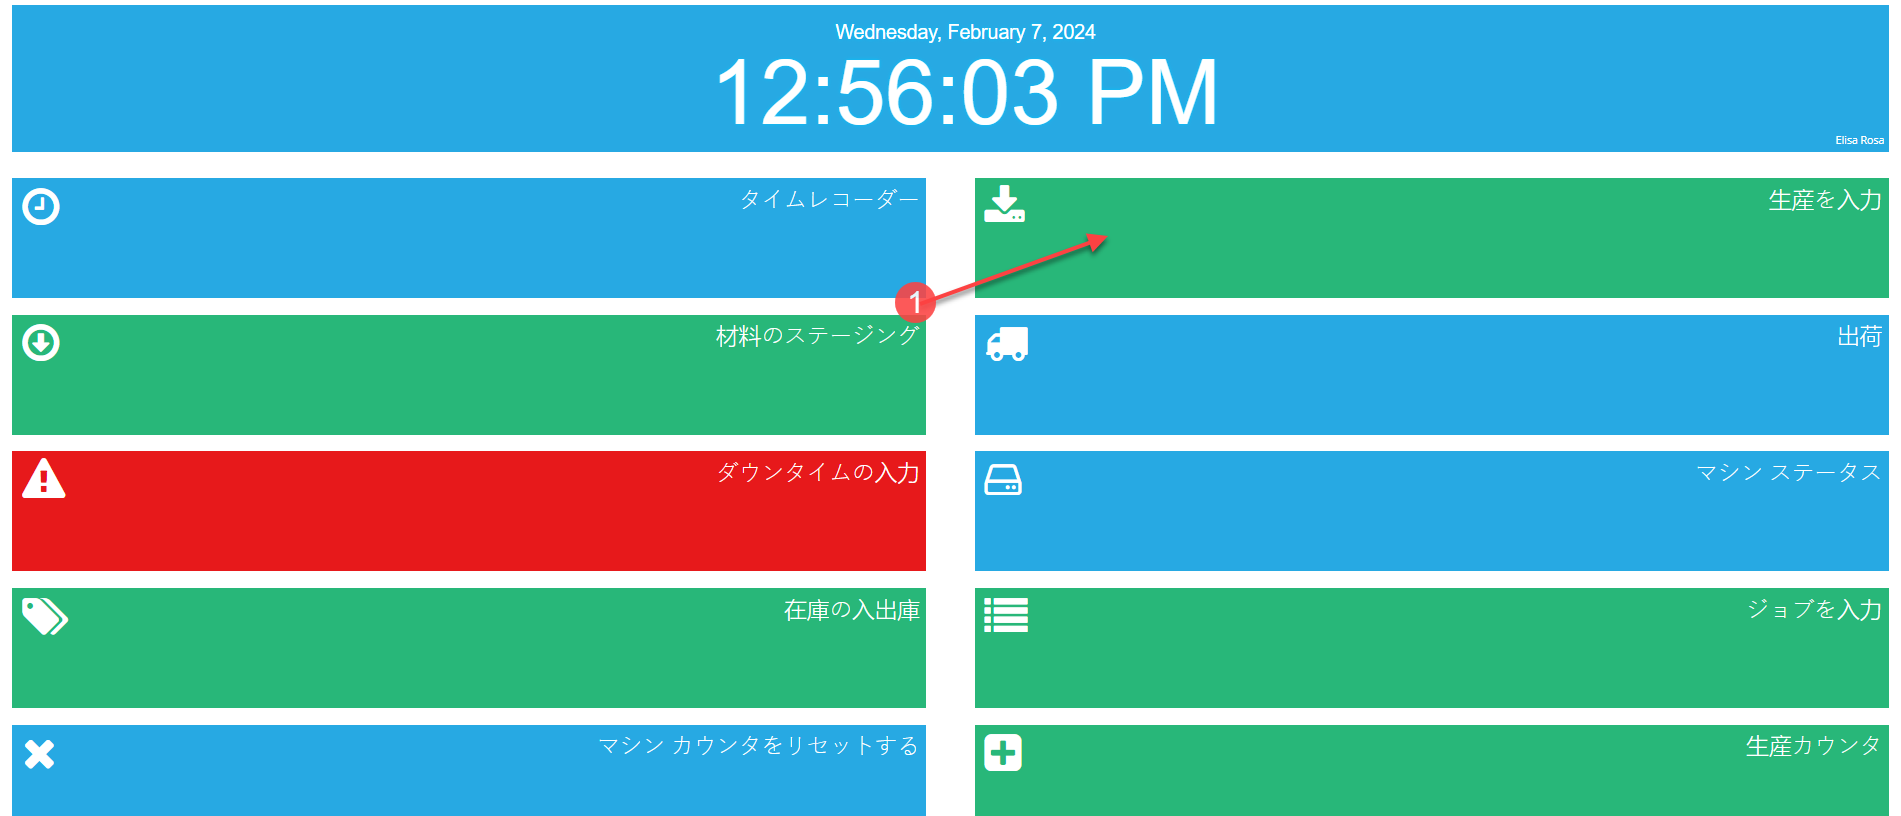 Wednesday, February 7, 2024
12:56:03 PM
Elisa Rosa
タイムレコーダー
生産を入力
1
材料のステージング
出荷
ダウンタイムの入力
マシン ステータス
在庫の入出庫
ジョブを入力
マシン カウンタをリセットする
生産カウンタ